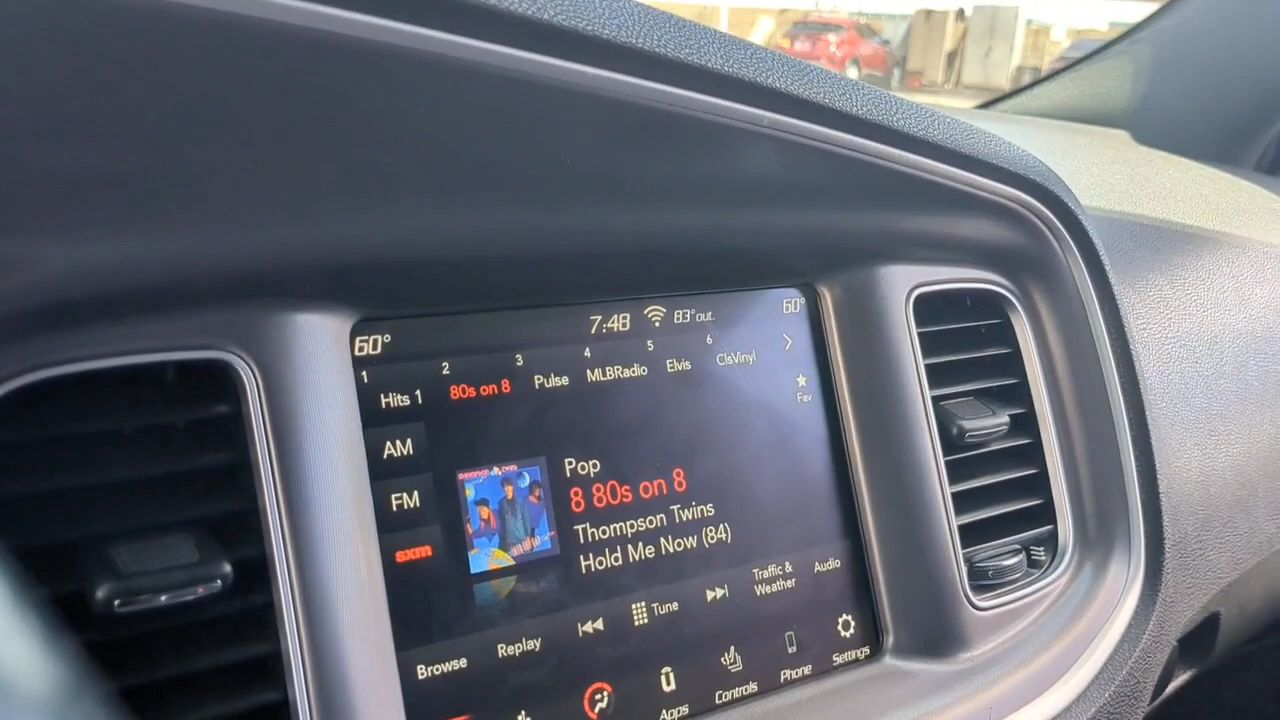 60°
7:48
83°out.
60°
1
2
3
4
5
6
Hits 1
80s on 8
Pulse
MLBRadio
Elvis
ClsVinyl
Fav
AM
FM
sxm
THOMPSON TWINS
Pop
8 80s on 8
Thompson Twins
Hold Me Now (84)
Browse
Replay
Tune
Traffic &
Weather
Audio
Apps
Controls
Phone
Settings